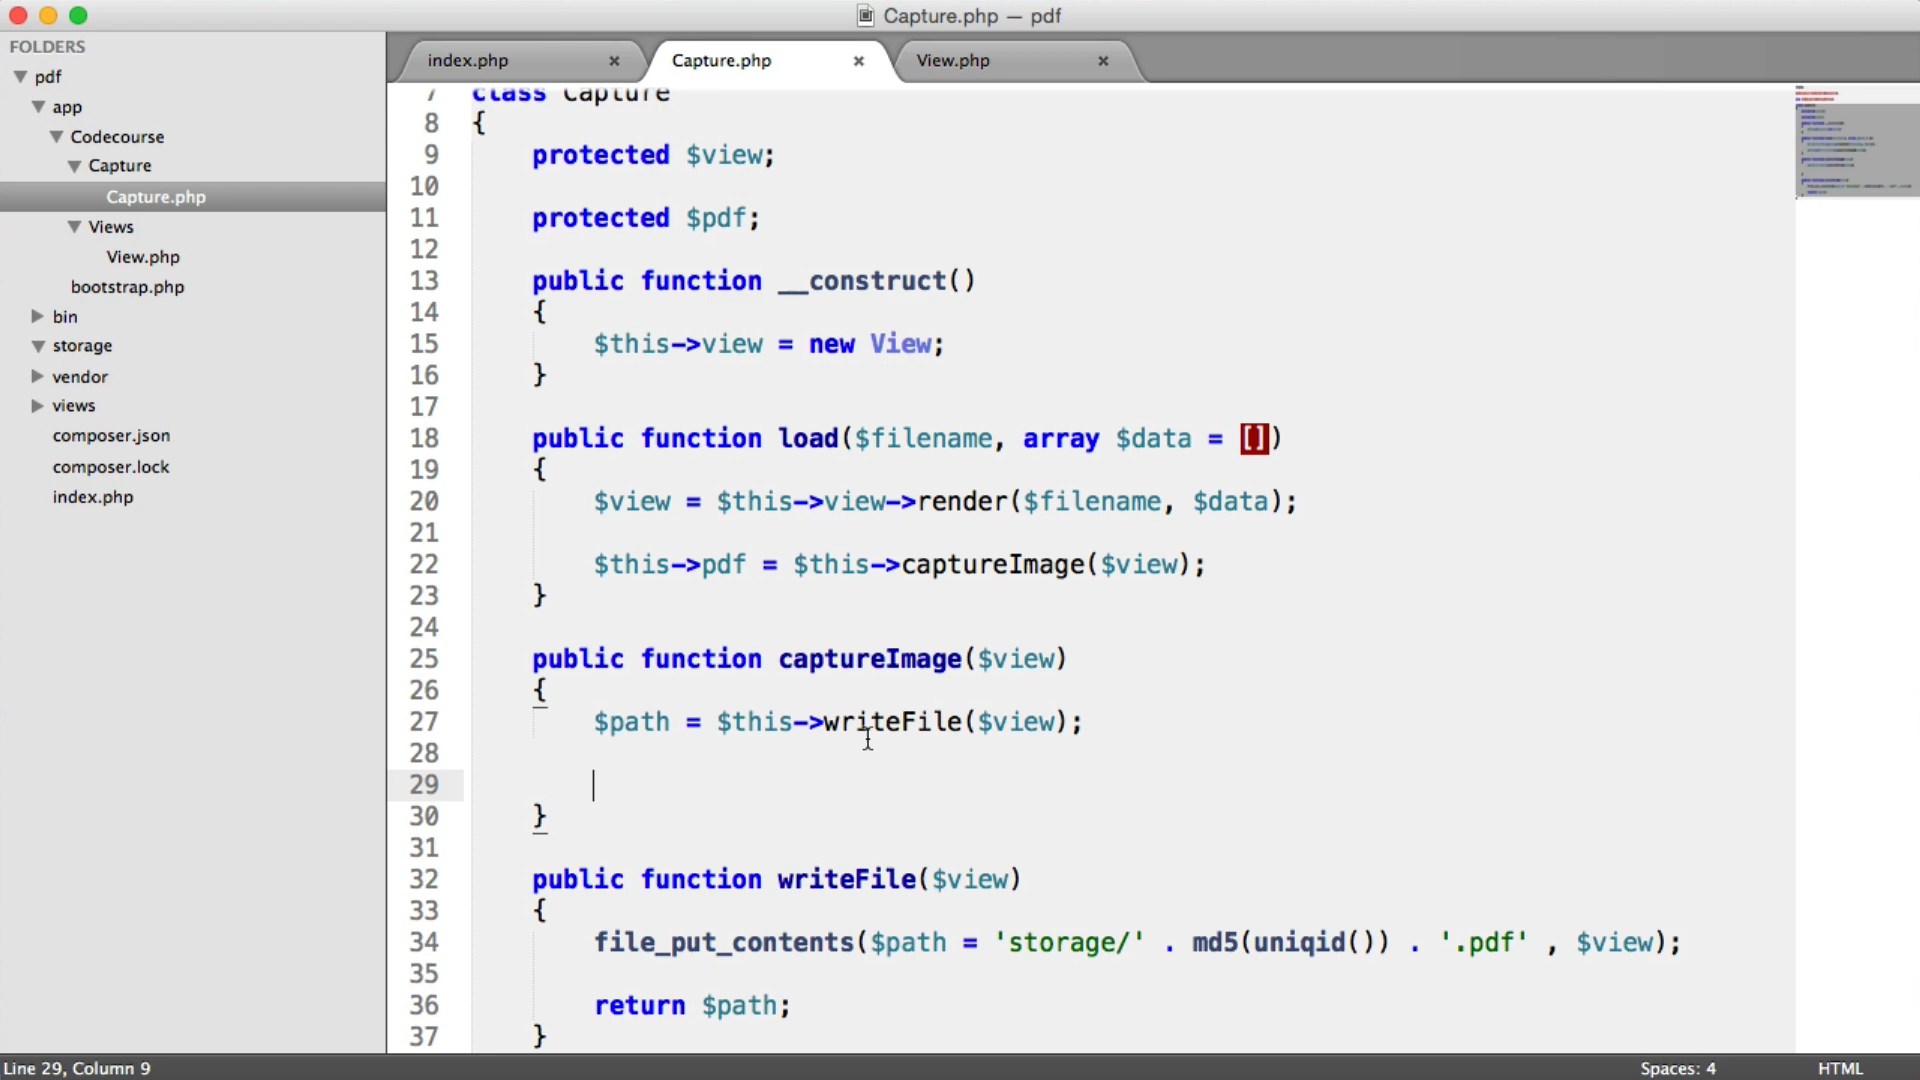 Capture.php — pdf
FOLDERS
pdf
app
Codecourse
Capture
Capture.php
Views
View.php
bootstrap.php
bin
storage
vendor
views
composer.json
composer.lock
index.php
index.php × Capture.php × View.php ×
7 class Capture
8 {
9     protected $view;
10
11     protected $pdf;
12
13     public function __construct()
14     {
15         $this->view = new View;
16     }
17
18     public function load($filename, array $data = [])
19     {
20         $view = $this->view->render($filename, $data);
21
22         $this->pdf = $this->captureImage($view);
23     }
24
25     public function captureImage($view)
26     {
27         $path = $this->writeFile($view);
28
29
30     }
31
32     public function writeFile($view)
33     {
34         file_put_contents($path = 'storage/' . md5(uniqid()) . '.pdf' , $view);
35
36         return $path;
37     }
Line 29, Column 9
Spaces: 4
HTML